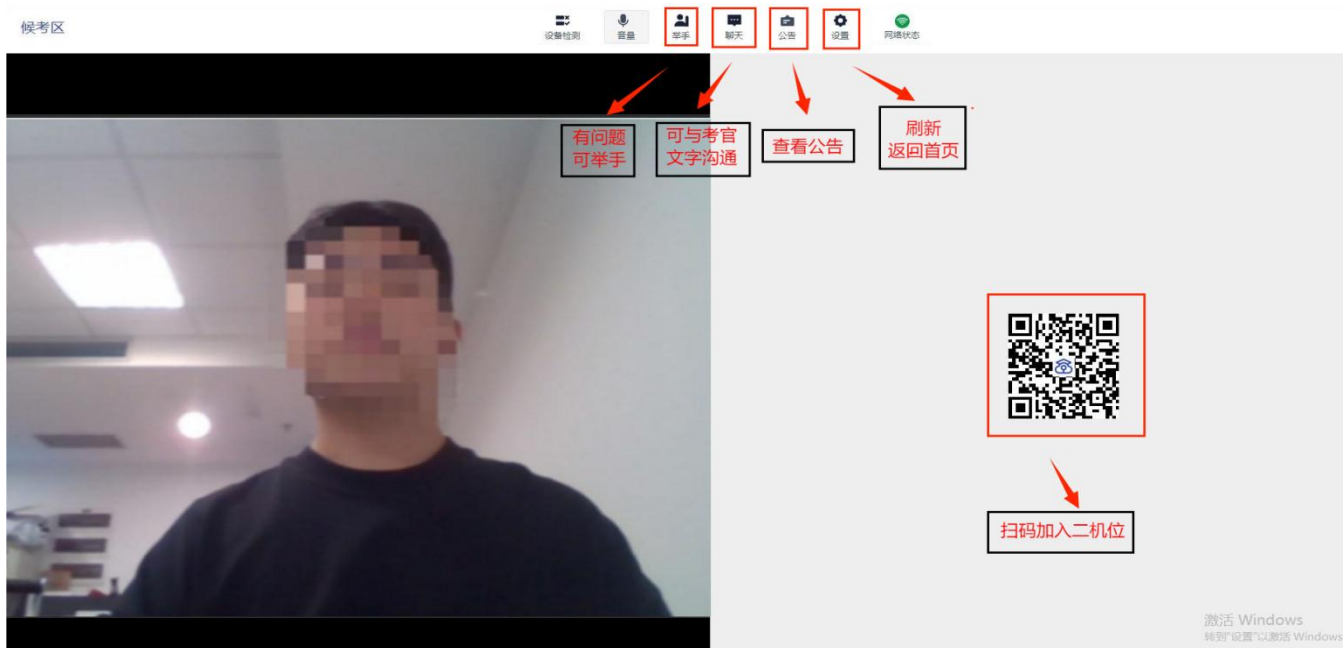 候考区
设备检测
音量
举手
聊天
公告
设置
网络状态
有问题
可举手
可与考官
文字沟通
查看公告
刷新
返回首页
扫码加入二机位
激活 Windows
转到"设置"以激活 Windows